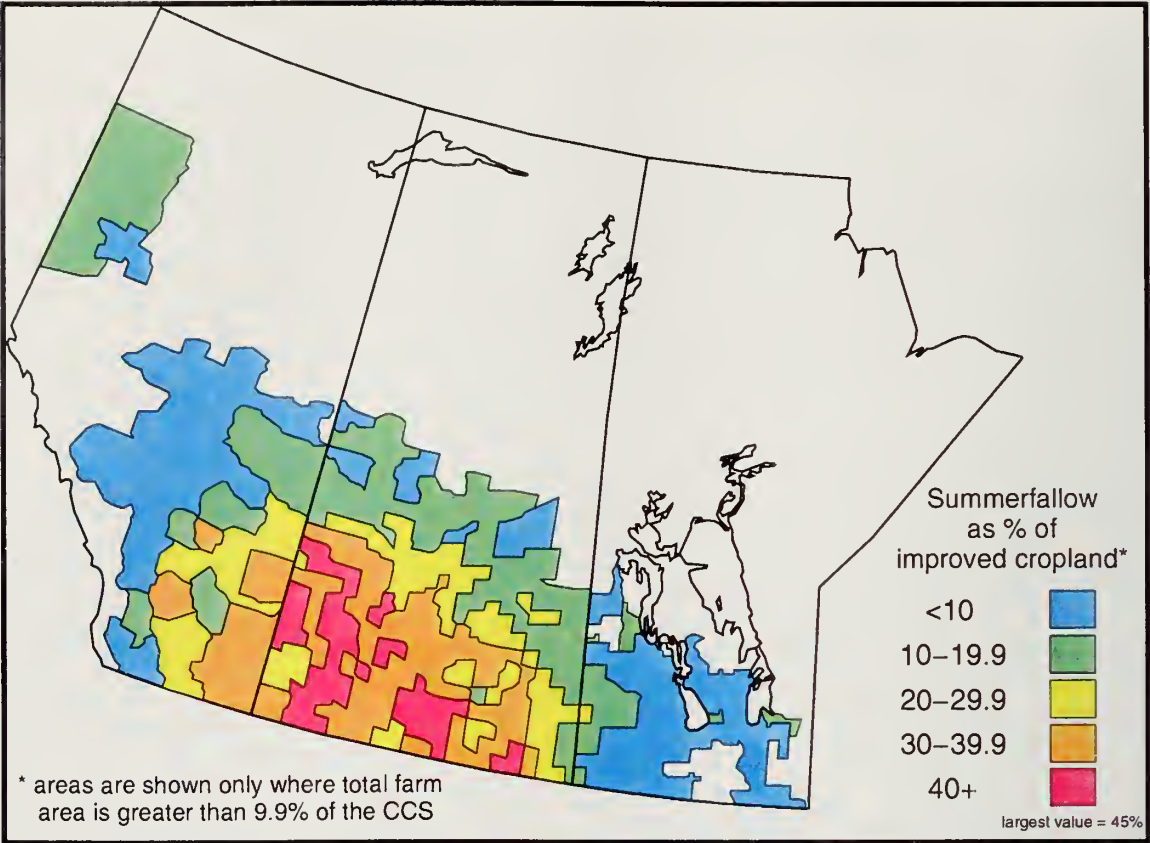 Summerfallow
as % of
improved cropland*
<10
10–19.9
20–29.9
30–39.9
40+
largest value = 45%
* areas are shown only where total farm
area is greater than 9.9% of the CCS